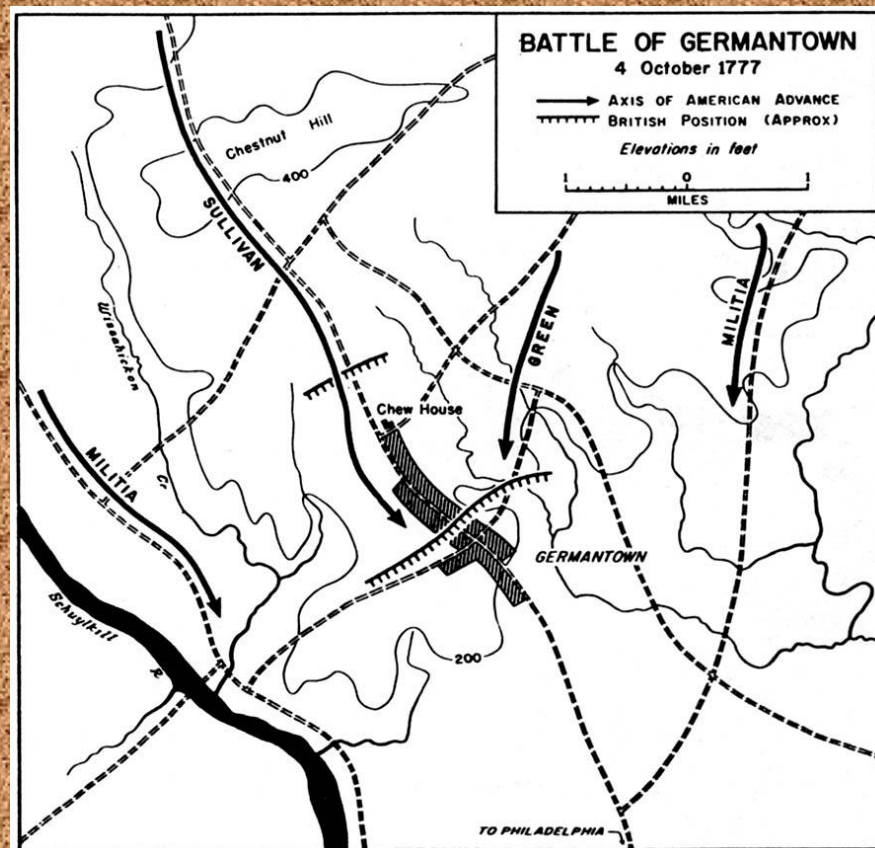 BATTLE OF GERMANTOWN
4 October 1777
AXIS OF AMERICAN ADVANCE
BRITISH POSITION (APPROX)
Elevations in feet
1 0 1
MILES
Chestnut Hill
400
SULLIVAN
Wissahickon
Cr
GREEN
MILITIA
Chew House
MILITIA
GERMANTOWN
Schuylkill
R
200
TO PHILADELPHIA